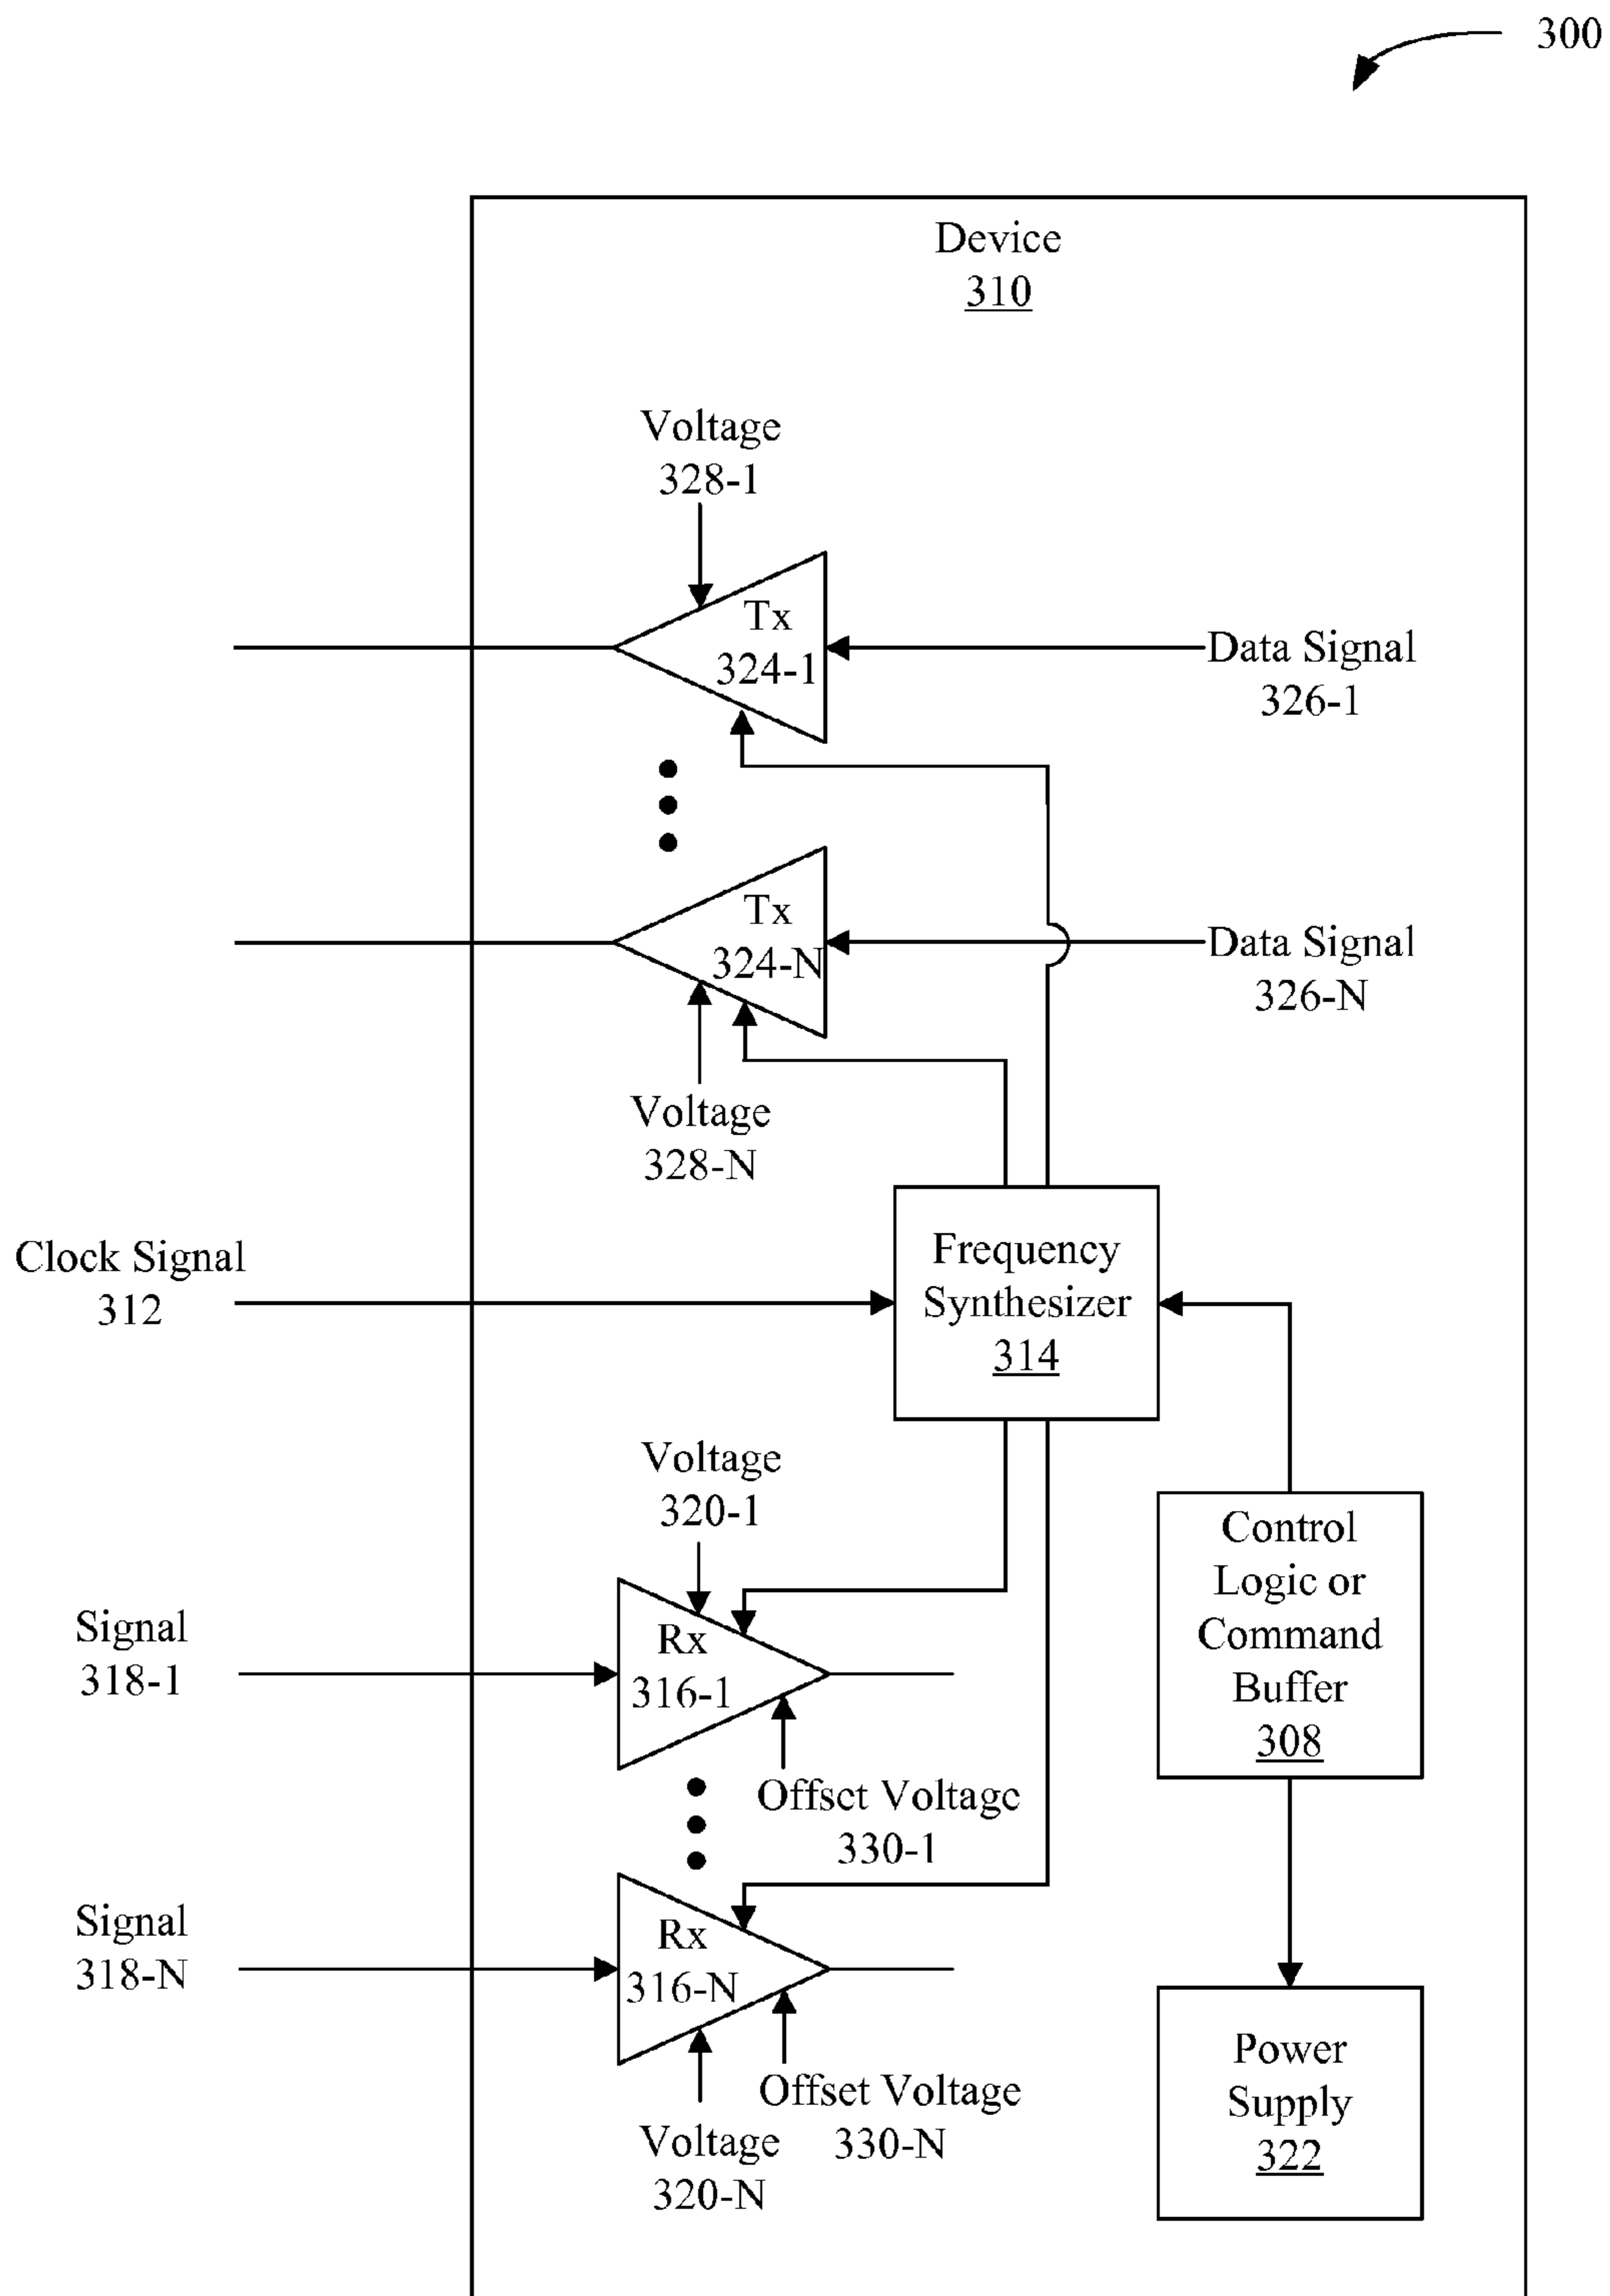 300
Device
310
Voltage
328-1
Tx
324-1
Data Signal
326-1
Tx
324-N
Data Signal
326-N
Voltage
328-N
Clock Signal
312
Frequency
Synthesizer
314
Voltage
320-1
Control
Logic or
Command
Buffer
308
Signal
318-1
Rx
316-1
Offset Voltage
330-1
Signal
318-N
Rx
316-N
Offset Voltage
330-N
Voltage
320-N
Power
Supply
322